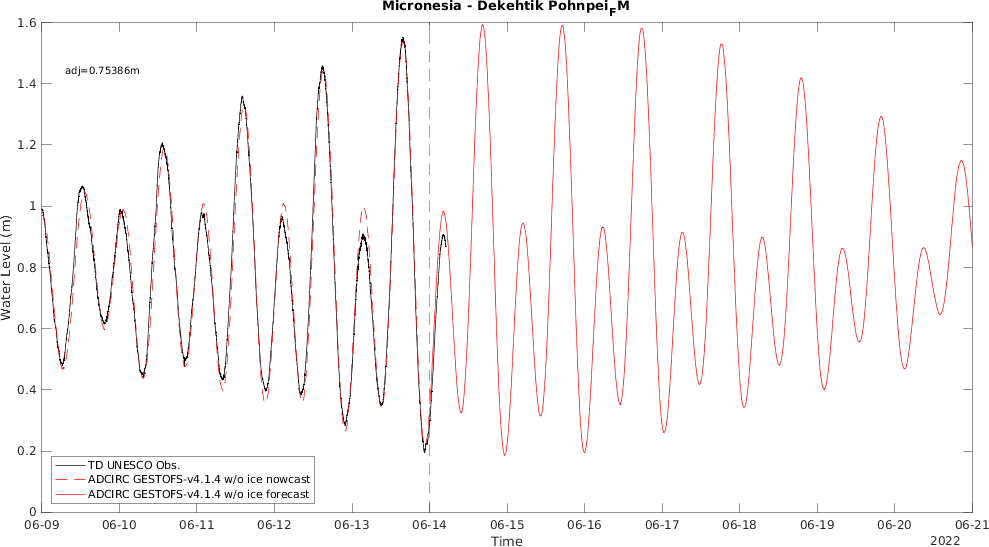 Micronesia - Dekehtik Pohnpei_FM
adj=0.75386m
Water Level (m)
1.6
1.4
1.2
1
0.8
0.6
0.4
0.2
0
TD UNESCO Obs.
ADCIRC GESTOFS-v4.1.4 w/o ice nowcast
ADCIRC GESTOFS-v4.1.4 w/o ice forecast
06-09 06-10 06-11 06-12 06-13 06-14 06-15 06-16 06-17 06-18 06-19 06-20 06-21
Time
2022